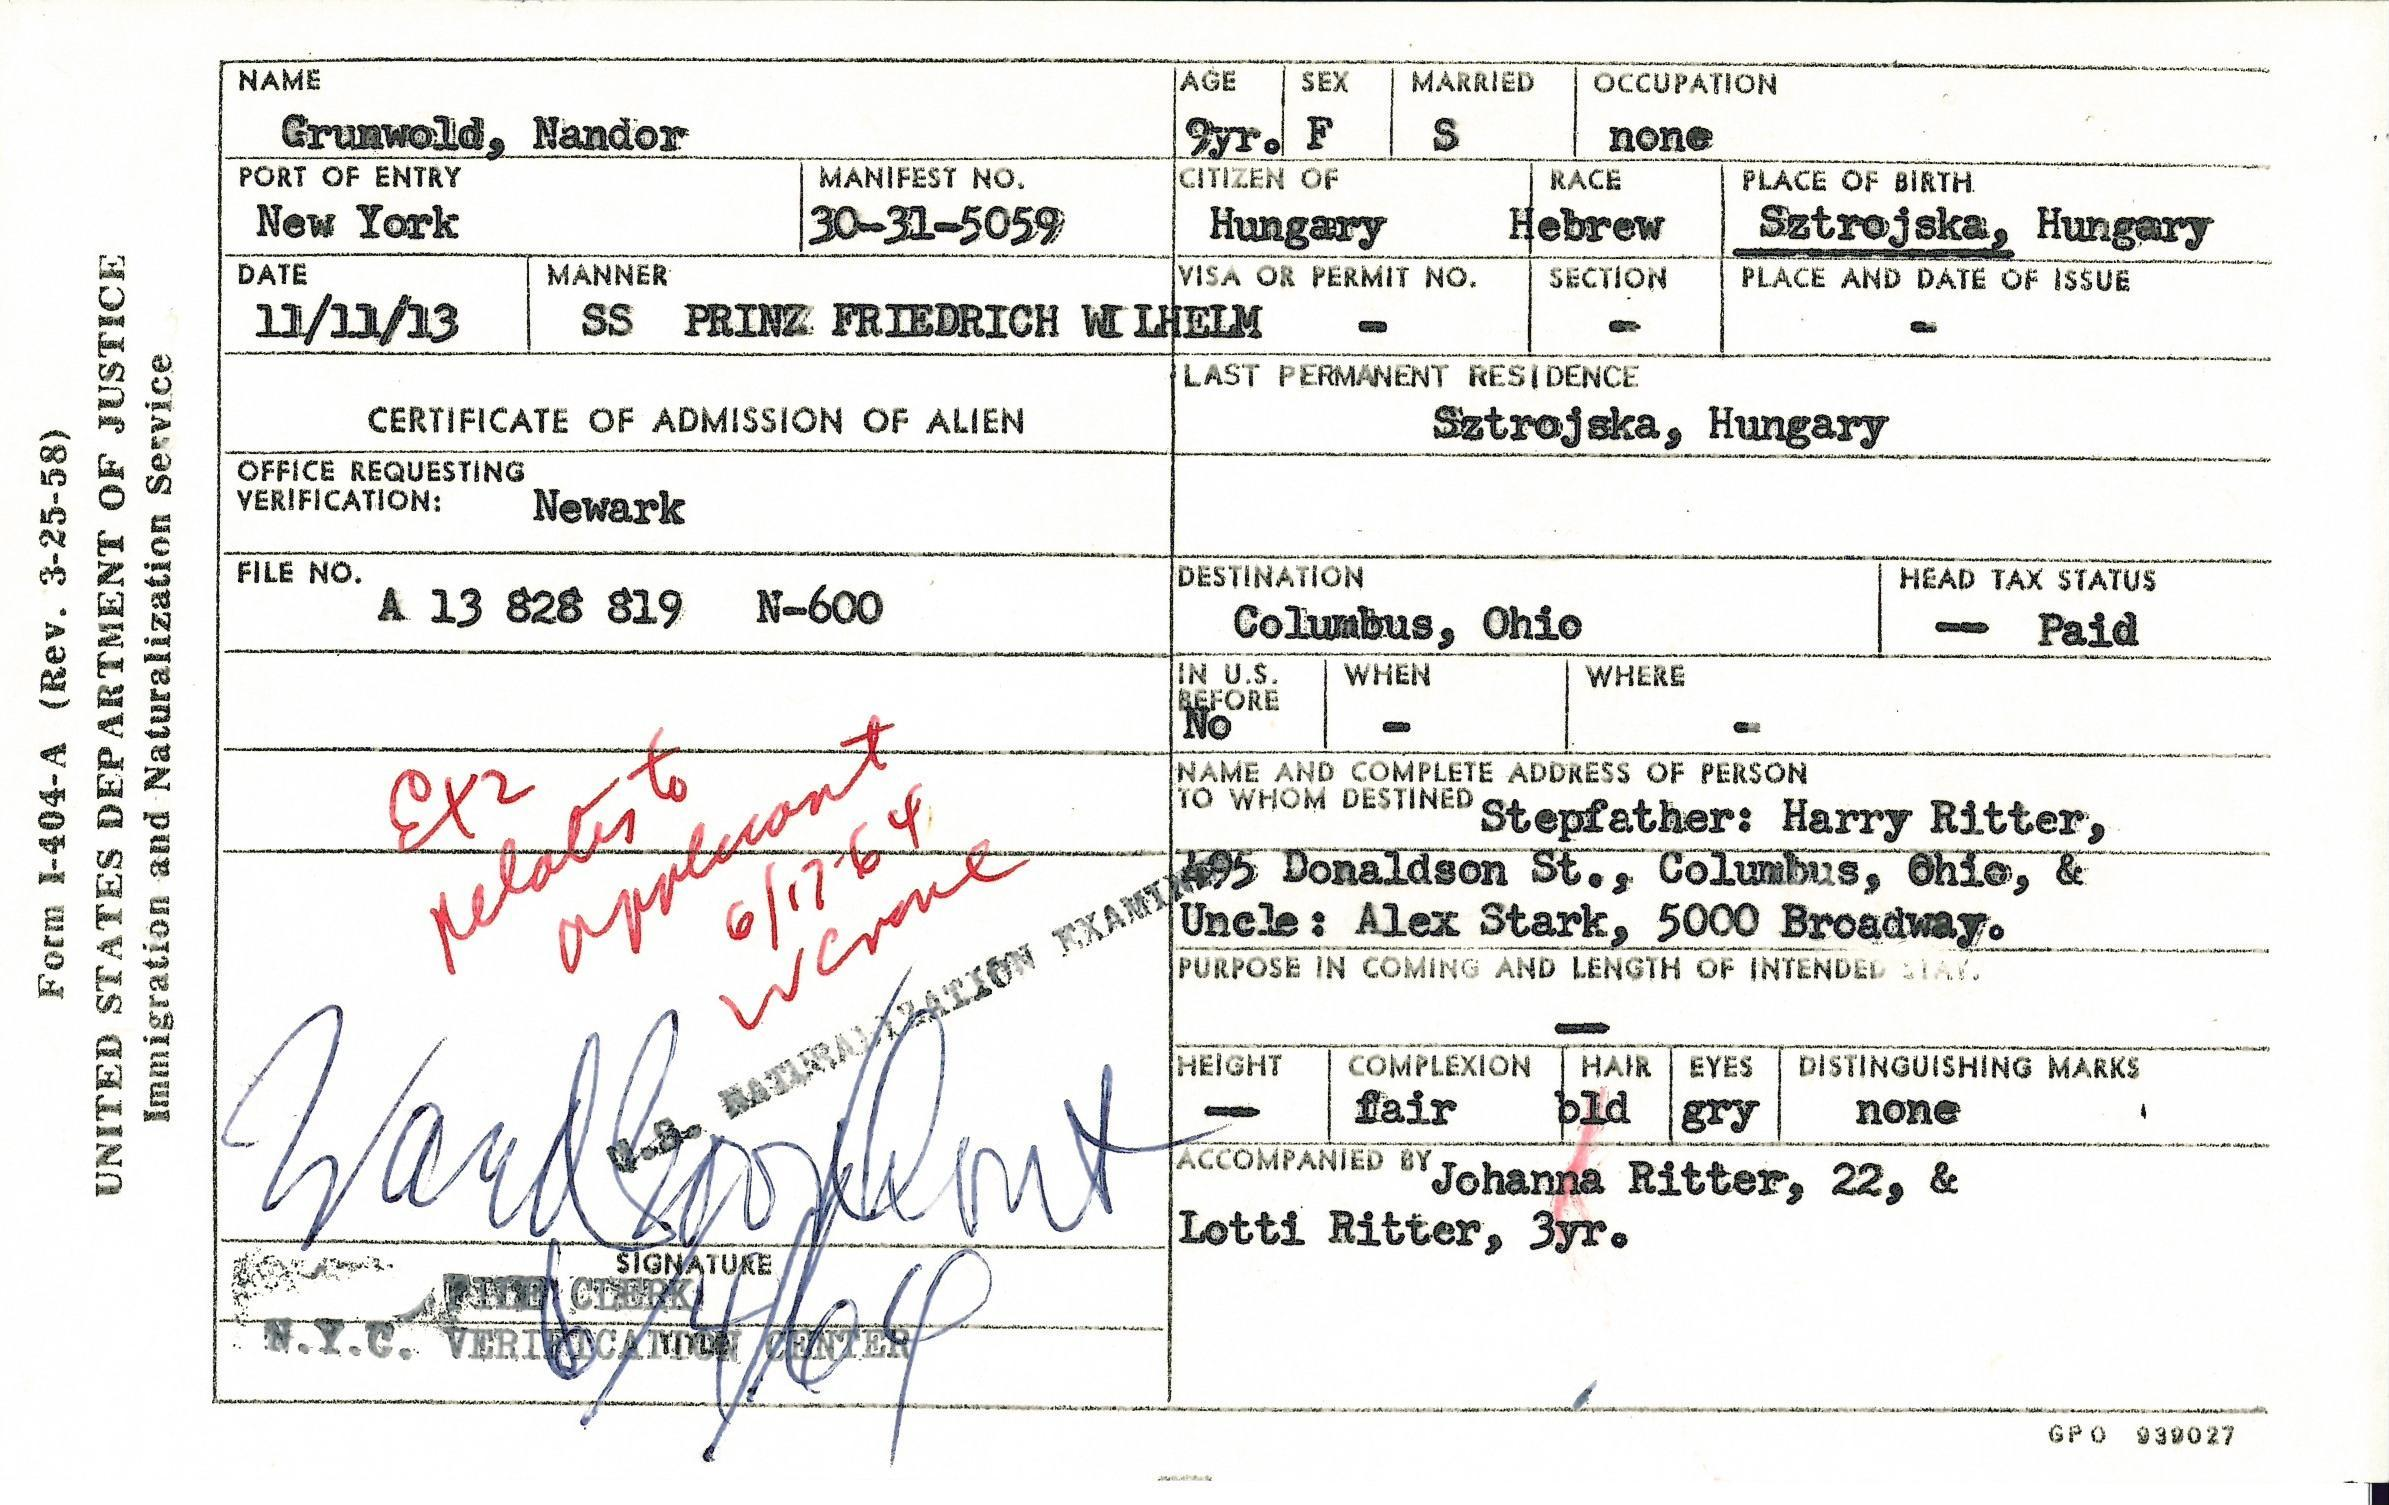 Form I-404-A (Rev. 3-25-58)
UNITED STATES DEPARTMENT OF JUSTICE
Immigration and Naturalization Service
NAME
Grunwold, Nandor
AGE
9yr.
SEX
F
MARRIED
S
OCCUPATION
none
PORT OF ENTRY
New York
MANIFEST NO.
30-31-5059
CITIZEN OF
Hungary
RACE
Hebrew
PLACE OF BIRTH
Sztrojska, Hungary
DATE
11/11/13
MANNER
SS PRINZ FRIEDRICH WILHELM
VISA OR PERMIT NO.
-
SECTION
-
PLACE AND DATE OF ISSUE
-
CERTIFICATE OF ADMISSION OF ALIEN
LAST PERMANENT RESIDENCE
Sztrojska, Hungary
OFFICE REQUESTING
VERIFICATION: Newark
FILE NO.
A 13 828 819 N-600
DESTINATION
Columbus, Ohio
HEAD TAX STATUS
— Paid
IN U.S.
BEFORE
No
WHEN
-
WHERE
-
Ex2
relates to
applicant
6/17-64
NAME AND COMPLETE ADDRESS OF PERSON
TO WHOM DESTINED Stepfather: Harry Ritter,
495 Donaldson St., Columbus, Ohio, &
Uncle: Alex Stark, 5000 Broadway.
PURPOSE IN COMING AND LENGTH OF INTENDED STAY.
—
N.S. NATURALIZATION EXAMINER
HEIGHT
—
COMPLEXION
fair
HAIR
bld
EYES
gry
DISTINGUISHING MARKS
none
ACCOMPANIED BY Johanna Ritter, 22, &
Lotti Ritter, 3yr.
SIGNATURE
FILE CLERK
N.Y.C. VERIFICATION CENTER
TITLE
GPO 939027